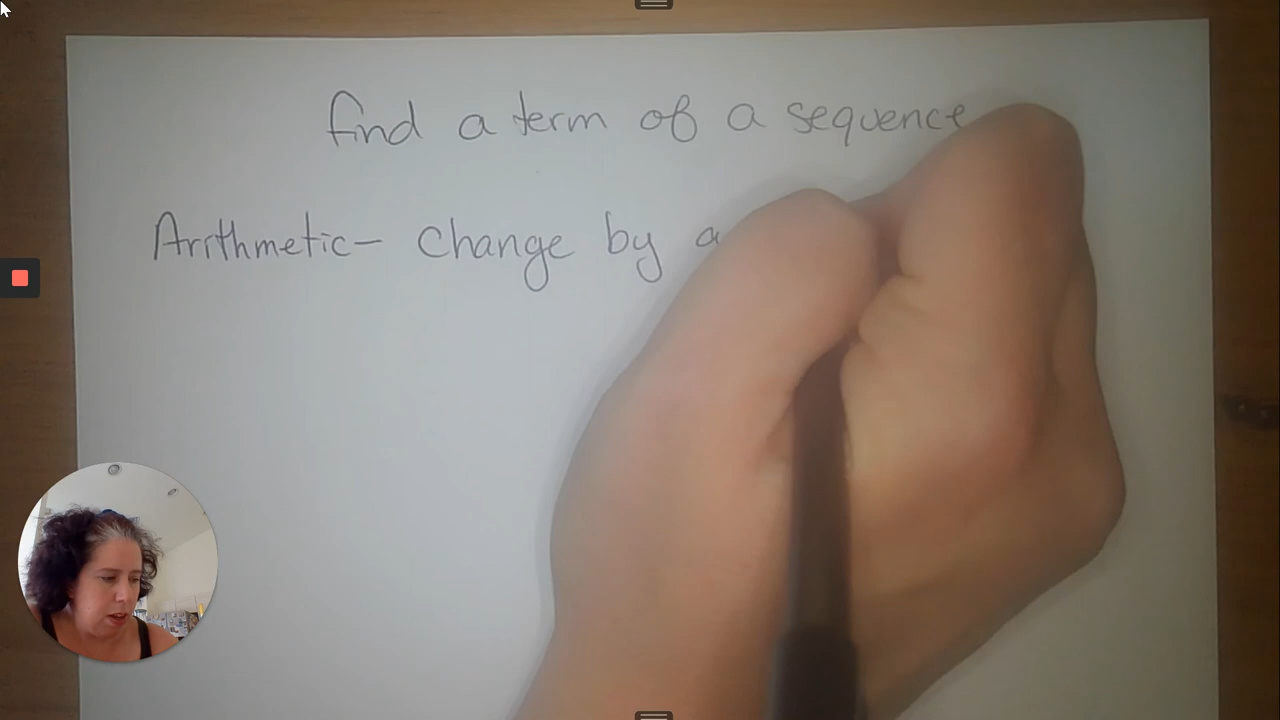 find a term of a sequence
Arithmetic- change by a